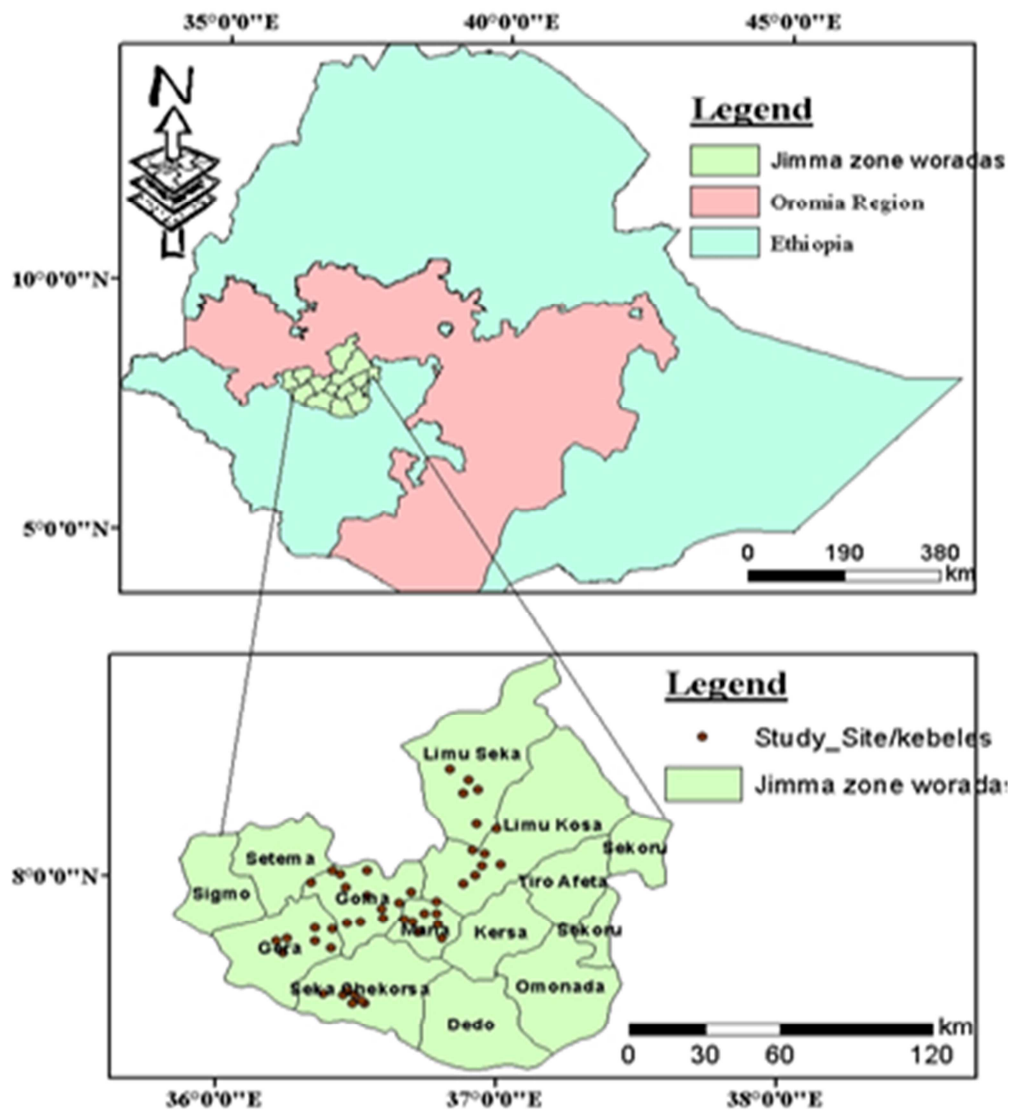 35°0'0"E 40°0'0"E 45°0'0"E
N
Legend
Jimma zone woradas
Oromia Region
Ethiopia
10°0'0"N
5°0'0"N
0 190 380
km
Legend
Study_Site/kebeles
Jimma zone woradas
Limu Seka
Limu Kosa
Sekoru
Setema
Tiro Afeta
Sigmo
Goma
8°0'0"N
Mana
Kersa
Sekoru
Gera
Seka Chekorsa
Omonada
Dedo
km
0 30 60 120
36°0'0"E 37°0'0"E 38°0'0"E